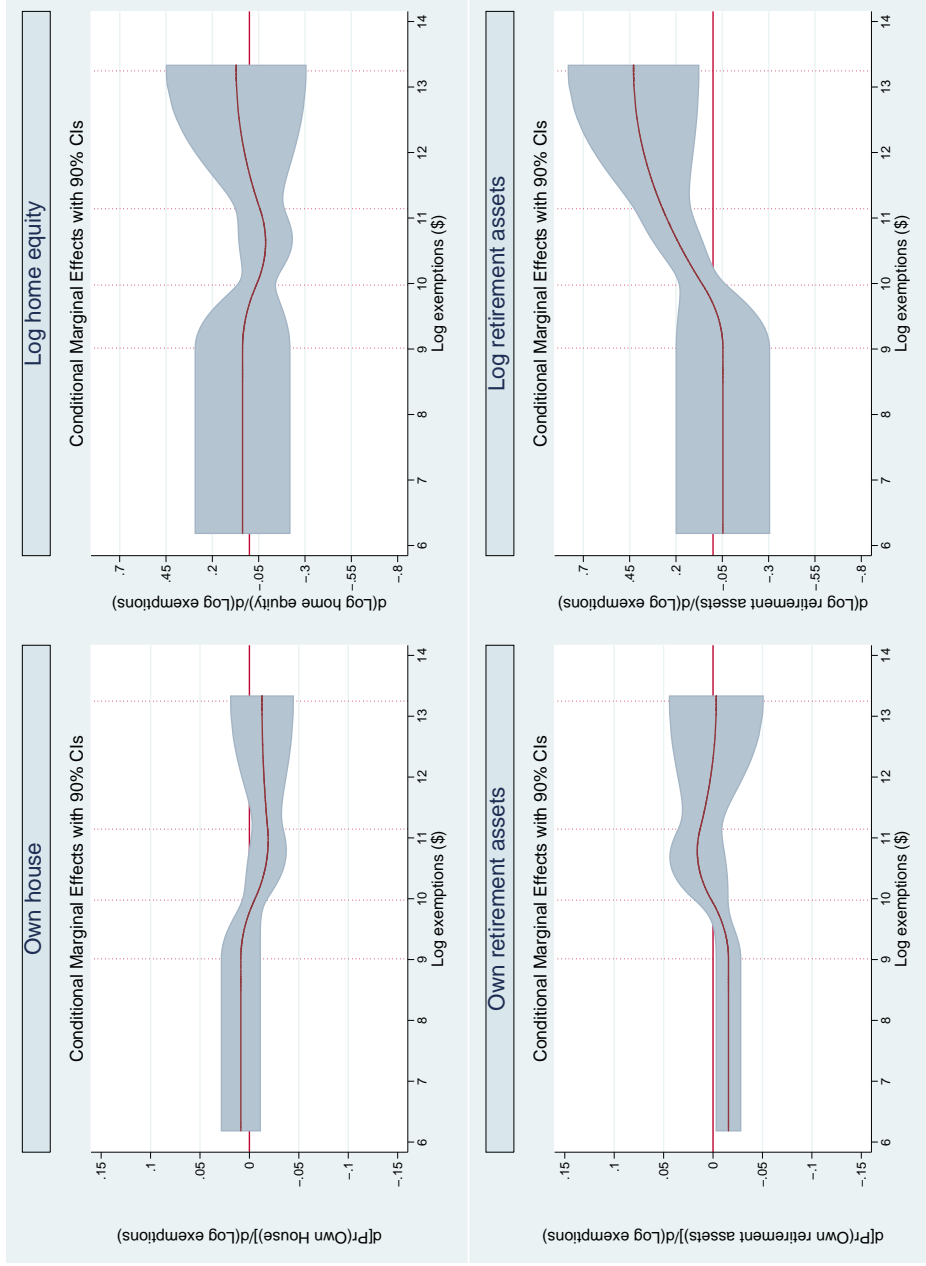 Own house
Conditional Marginal Effects with 90% CIs
d[Pr(Own House)]/d(Log exemptions)
.15
.1
.05
0
-.05
-.1
-.15
6 7 8 9 10 11 12 13 14
Log exemptions ($)
Log home equity
Conditional Marginal Effects with 90% CIs
d(Log home equity)/d(Log exemptions)
.7
.45
.2
-.05
-.3
-.55
-.8
6 7 8 9 10 11 12 13 14
Log exemptions ($)
Own retirement assets
Conditional Marginal Effects with 90% CIs
d[Pr(Own retirement assets)]/d(Log exemptions)
.15
.1
.05
0
-.05
-.1
-.15
6 7 8 9 10 11 12 13 14
Log exemptions ($)
Log retirement assets
Conditional Marginal Effects with 90% CIs
d(Log retirement assets)/d(Log exemptions)
.7
.45
.2
-.05
-.3
-.55
-.8
6 7 8 9 10 11 12 13 14
Log exemptions ($)